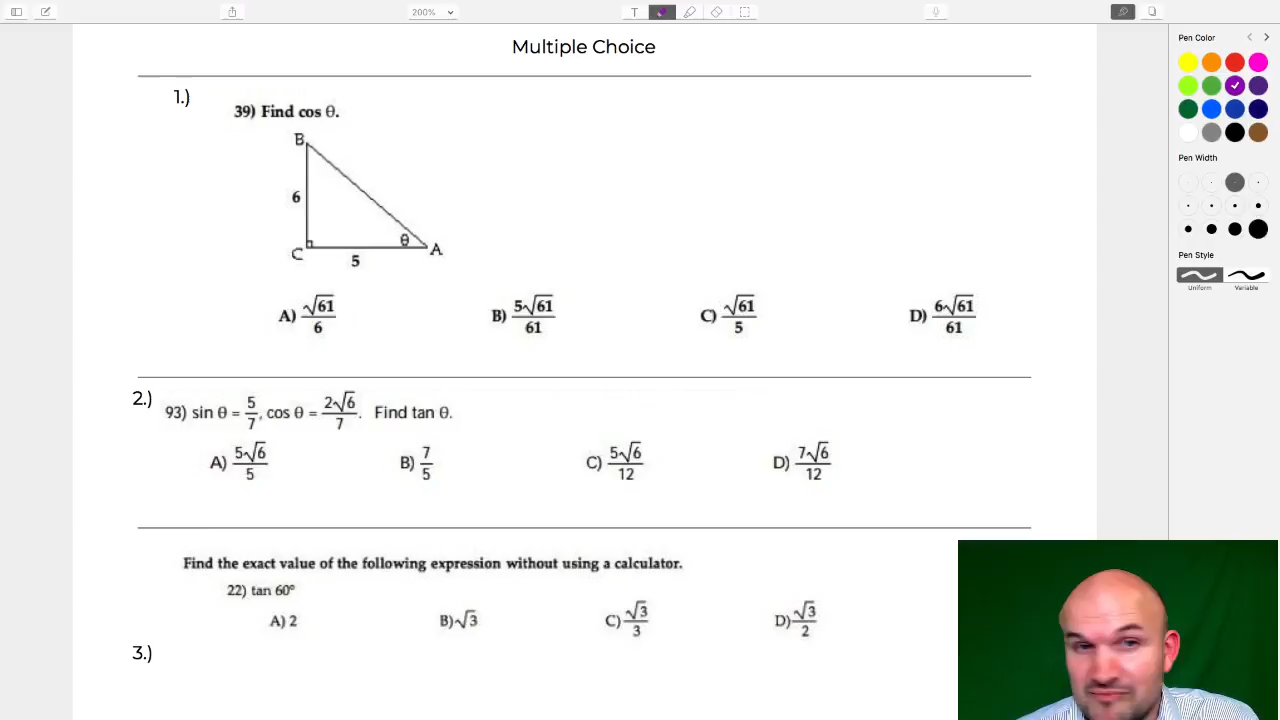 200%
T
Multiple Choice
Pen Color
1.)
39) Find cos θ.
B
6
θ
C
A
5
A) √61/6 B) 5√61/61 C) √61/5 D) 6√61/61
Pen Width
Pen Style
Uniform Variable
2.)
93) sin θ = 5/7, cos θ = 2√6/7. Find tan θ.
A) 5√6/5 B) 7/5 C) 5√6/12 D) 7√6/12
Find the exact value of the following expression without using a calculator.
22) tan 60°
A) 2 B) √3 C) √3/3 D) √3/2
3.)